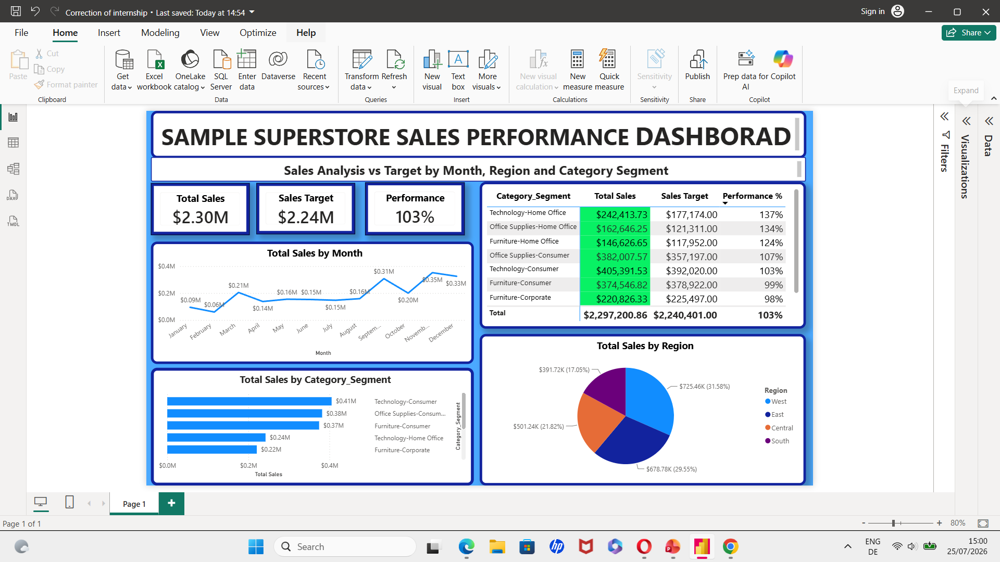 Correction of internship • Last saved: Today at 14:54
Sign in
File Home Insert Modeling View Optimize Help
Share
Paste
Cut
Copy
Format painter
Clipboard
Get data
Excel workbook
OneLake catalog
SQL Server
Enter data
Dataverse
Recent sources
Data
Transform data
Refresh
Queries
New visual
Text box
More visuals
Insert
New visual calculation
New measure
Quick measure
Calculations
Sensitivity
Sensitivity
Publish
Share
Prep data for AI
Copilot
Copilot
Expand
DAX
TMDL
Filters
Visualizations
Data
SAMPLE SUPERSTORE SALES PERFORMANCE DASHBORAD
Sales Analysis vs Target by Month, Region and Category Segment
Total Sales
$2.30M
Sales Target
$2.24M
Performance
103%
Category_Segment Total Sales Sales Target Performance %
Technology-Home Office $242,413.73 $177,174.00 137%
Office Supplies-Home Office $162,646.25 $121,311.00 134%
Furniture-Home Office $146,626.65 $117,952.00 124%
Office Supplies-Consumer $382,007.57 $357,197.00 107%
Technology-Consumer $405,391.53 $392,020.00 103%
Furniture-Consumer $374,546.82 $378,922.00 99%
Furniture-Corporate $220,826.33 $225,497.00 98%
Total $2,297,200.86 $2,240,401.00 103%
Total Sales by Month
$0.4M
$0.2M
$0.0M
$0.09M $0.06M $0.21M $0.14M $0.16M $0.15M $0.15M $0.16M $0.31M $0.20M $0.35M $0.33M
January February March April May June July August Septem... October Novemb... December
Month
Total Sales by Category_Segment
$0.41M Technology-Consumer
$0.38M Office Supplies-Consum...
$0.37M Furniture-Consumer
$0.24M Technology-Home Office
$0.22M Furniture-Corporate
Category_Segment
$0.0M $0.2M $0.4M
Total Sales
Total Sales by Region
$391.72K (17.05%)
$725.46K (31.58%)
$501.24K (21.82%)
$678.78K (29.55%)
Region
West
East
Central
South
Page 1
Page 1 of 1
- + 80%
Search
hp
P
ENG
DE
15:00
25/07/2026